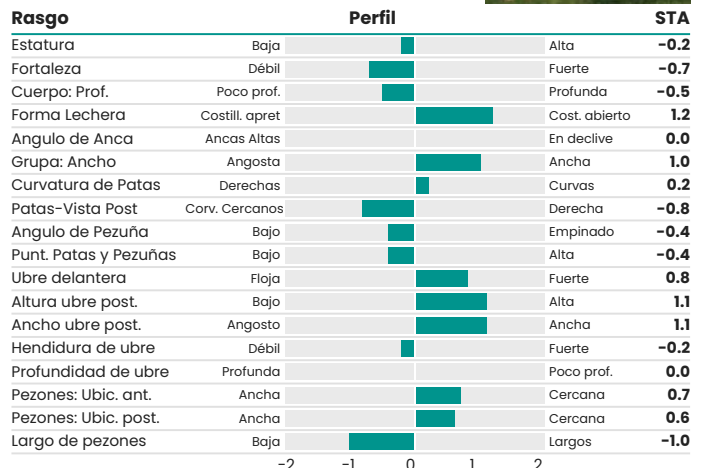 Rasgo Perfil STA
Estatura Baja Alta -0.2
Fortaleza Débil Fuerte -0.7
Cuerpo: Prof. Poco prof. Profunda -0.5
Forma Lechera Costill. apret Cost. abierto 1.2
Angulo de Anca Ancas Altas En declive 0.0
Grupa: Ancho Angosta Ancha 1.0
Curvatura de Patas Derechas Curvas 0.2
Patas-Vista Post Corv. Cercanos Derecha -0.8
Angulo de Pezuña Bajo Empinado -0.4
Punt. Patas y Pezuñas Bajo Alta -0.4
Ubre delantera Floja Fuerte 0.8
Altura ubre post. Bajo Alta 1.1
Ancho ubre post. Angosto Ancha 1.1
Hendidura de ubre Débil Fuerte -0.2
Profundidad de ubre Profunda Poco prof. 0.0
Pezones: Ubic. ant. Ancha Cercana 0.7
Pezones: Ubic. post. Ancha Cercana 0.6
Largo de pezones Baja Largos -1.0
-2 -1 0 1 2